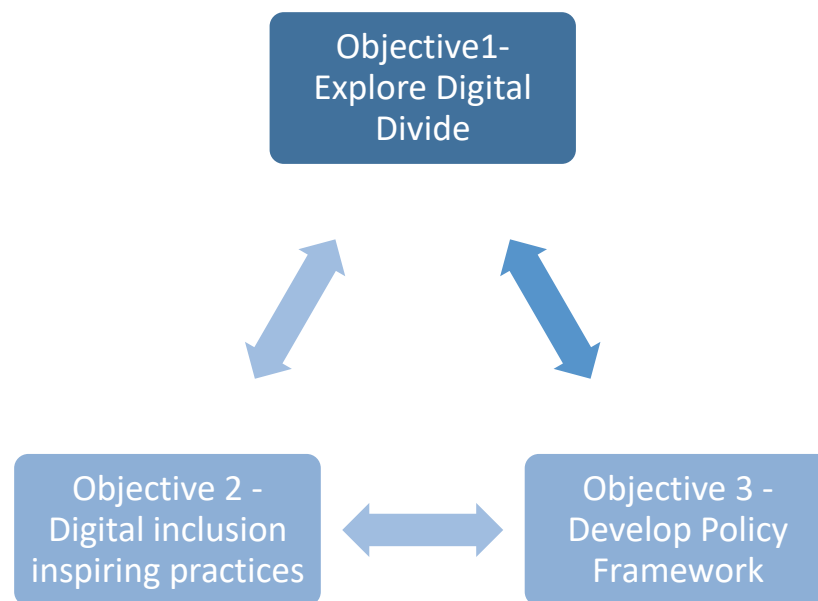 Objective1-
Explore Digital
Divide
Objective 2 -
Digital inclusion
inspiring practices
Objective 3 -
Develop Policy
Framework